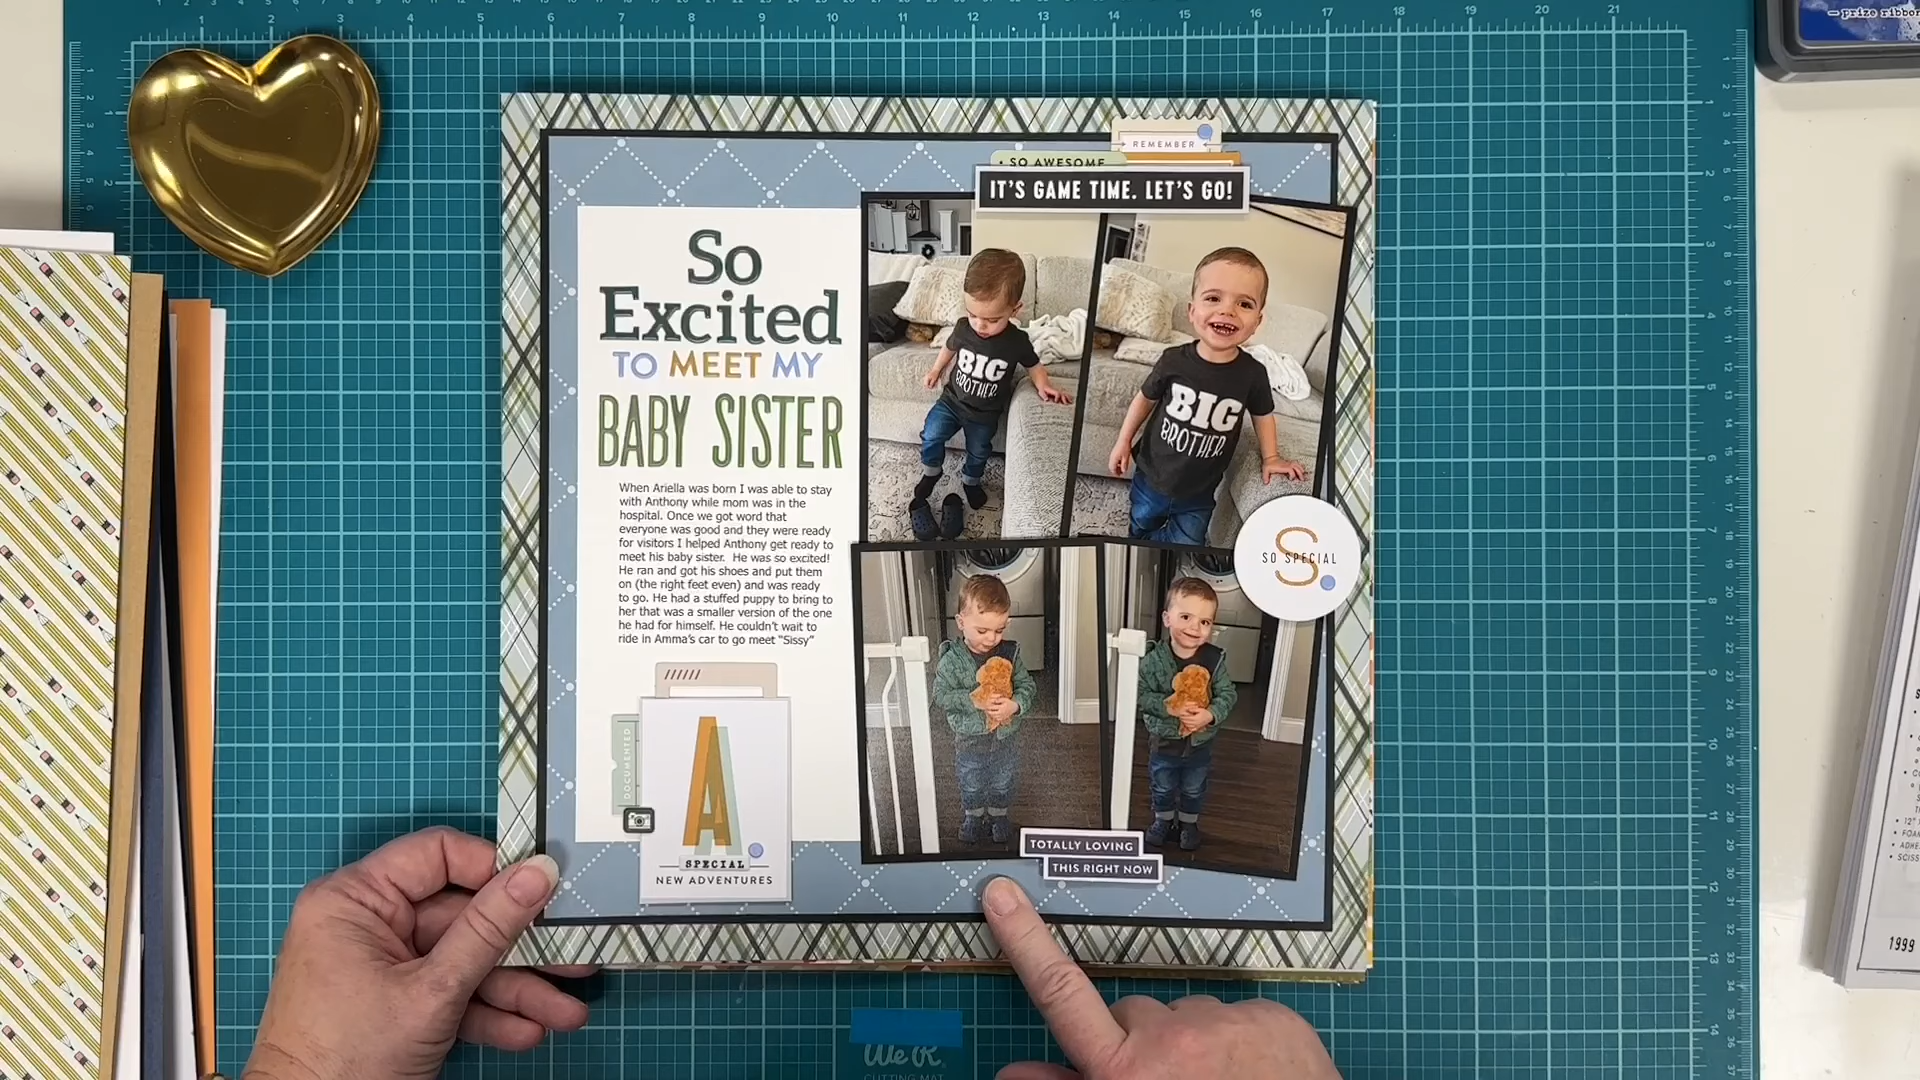 prize ribbon
REMEMBER
SO AWESOME
IT'S GAME TIME. LET'S GO!
So
Excited
TO MEET MY
BABY SISTER
When Ariella was born I was able to stay
with Anthony while mom was in the
hospital. Once we got word that
everyone was good and they were ready
for visitors I helped Anthony get ready to
meet his baby sister. He was so excited!
He ran and got his shoes and put them
on (the right feet even) and was ready
to go. He had a stuffed puppy to bring to
her that was a smaller version of the one
he had for himself. He couldn't wait to
ride in Amma's car to go meet "Sissy"
BIG
BROTHER.
BIG
BROTHER.
S
SO SPECIAL
DOCUMENTED
A
SPECIAL
NEW ADVENTURES
TOTALLY LOVING
THIS RIGHT NOW
We R
CUTTING MAT
1999